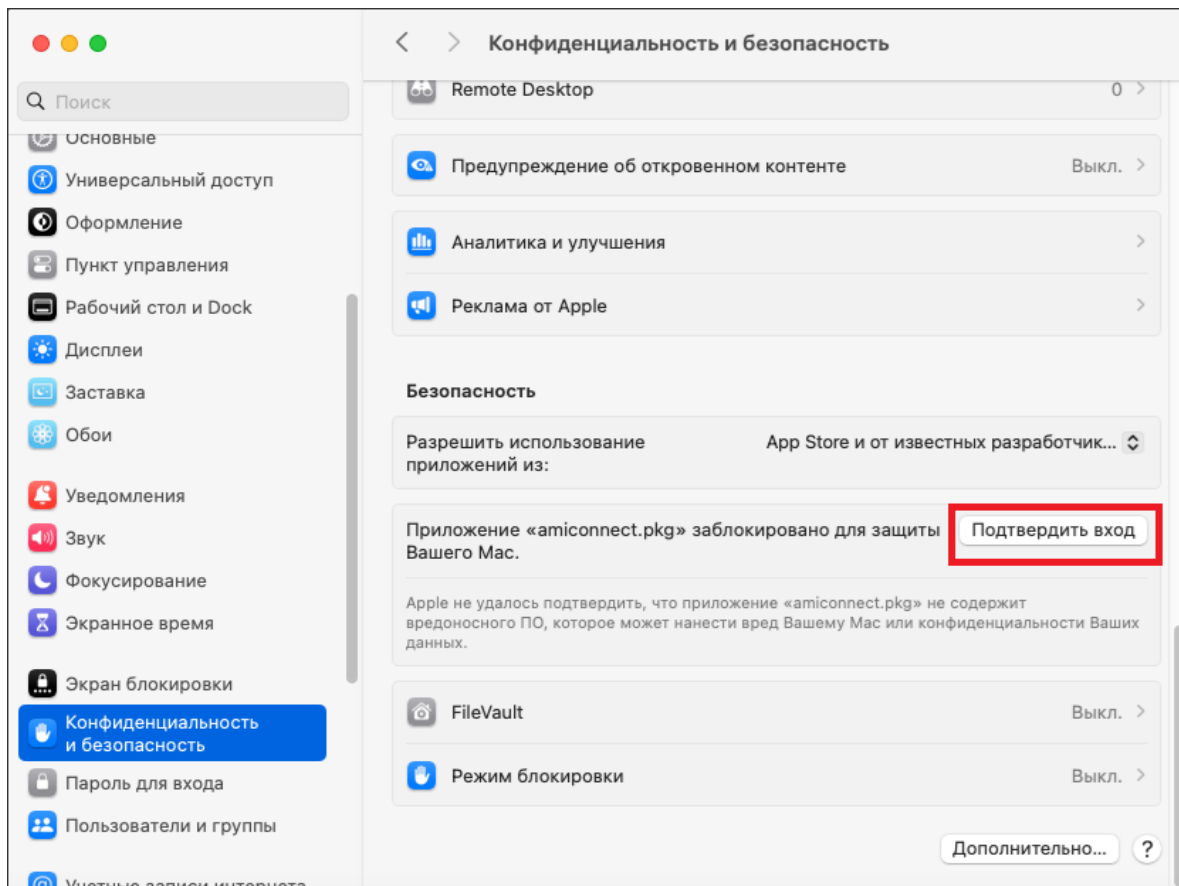 Конфиденциальность и безопасность
Поиск
Основные
Универсальный доступ
Оформление
Пункт управления
Рабочий стол и Dock
Дисплеи
Заставка
Обои
Уведомления
Звук
Фокусирование
Экранное время
Экран блокировки
Конфиденциальность
и безопасность
Пароль для входа
Пользователи и группы
Учетные записи интернета
Remote Desktop 0
Предупреждение об откровенном контенте Выкл.
Аналитика и улучшения
Реклама от Apple
Безопасность
Разрешить использование
приложений из:
App Store и от известных разработчик...
Приложение «amiconnect.pkg» заблокировано для защиты
Вашего Mac.
Подтвердить вход
Apple не удалось подтвердить, что приложение «amiconnect.pkg» не содержит
вредоносного ПО, которое может нанести вред Вашему Mac или конфиденциальности Ваших
данных.
FileVault Выкл.
Режим блокировки Выкл.
Дополнительно... ?